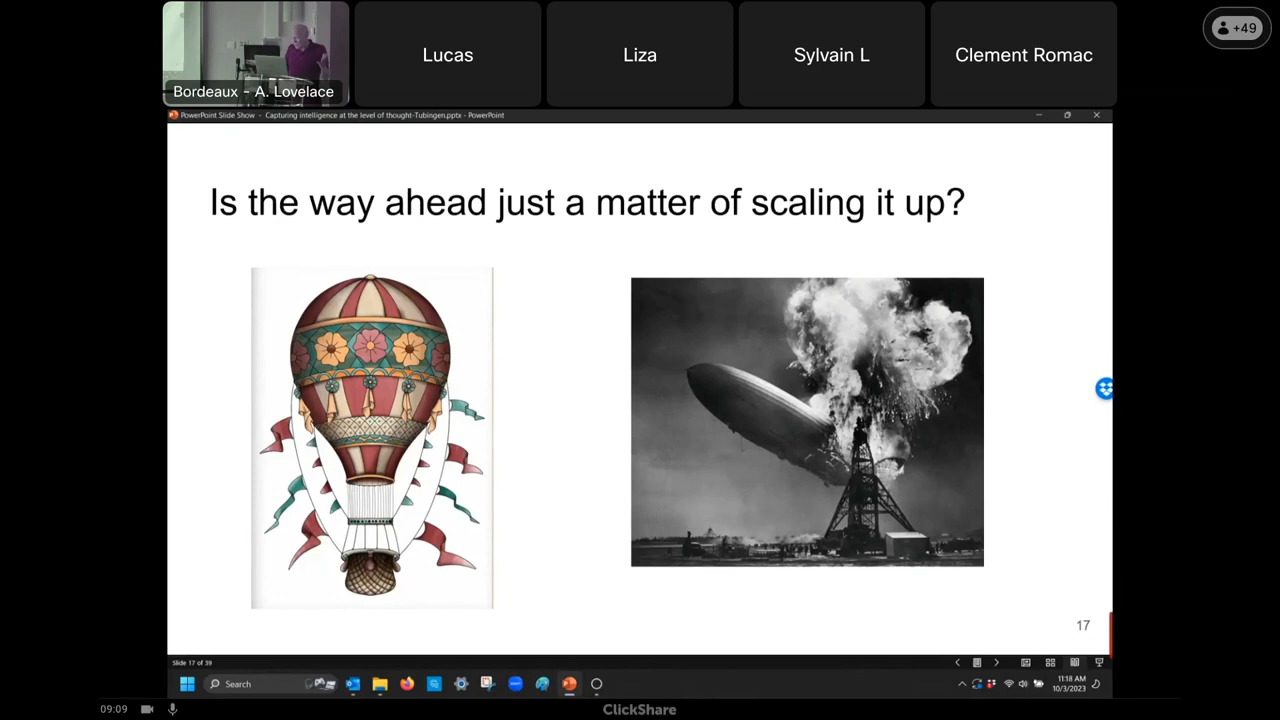 +49
Bordeaux - A. Lovelace
Lucas
Liza
Sylvain L
Clement Romac
PowerPoint Slide Show - Capturing intelligence at the level of thought-Tubingen.pptx - PowerPoint
Is the way ahead just a matter of scaling it up?
17
Slide 17 of 39
Search
11:18 AM
10/3/2023
09:09
ClickShare